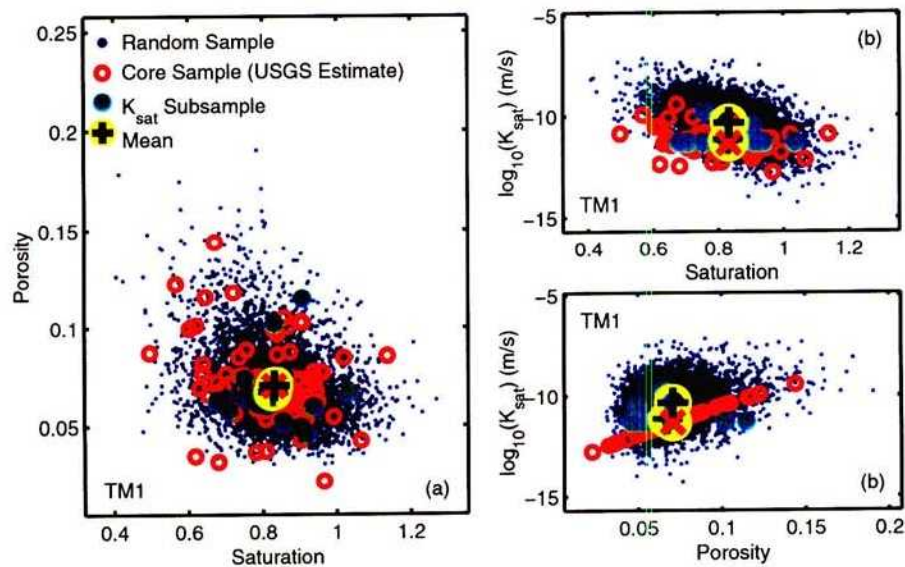 0.25
Random Sample
Core Sample (USGS Estimate)
K_sat Subsample
Mean
0.2
0.15
0.1
0.05
Porosity
TM1
(a)
0.4 0.6 0.8 1 1.2
Saturation
−5
−10
−15
log10(K_sat) (m/s)
(b)
TM1
0.4 0.6 0.8 1 1.2
Saturation
−5
−10
−15
log10(K_sat) (m/s)
TM1
(b)
0.05 0.1 0.15 0.2
Porosity